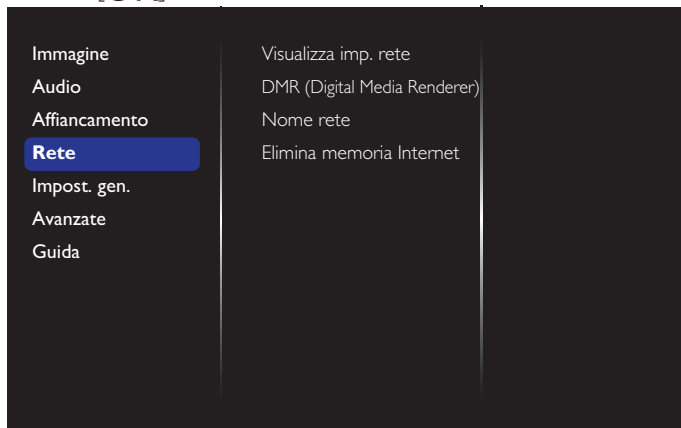 Immagine
Audio
Affiancamento
Rete
Impost. gen.
Avanzate
Guida
Visualizza imp. rete
DMR (Digital Media Renderer)
Nome rete
Elimina memoria Internet